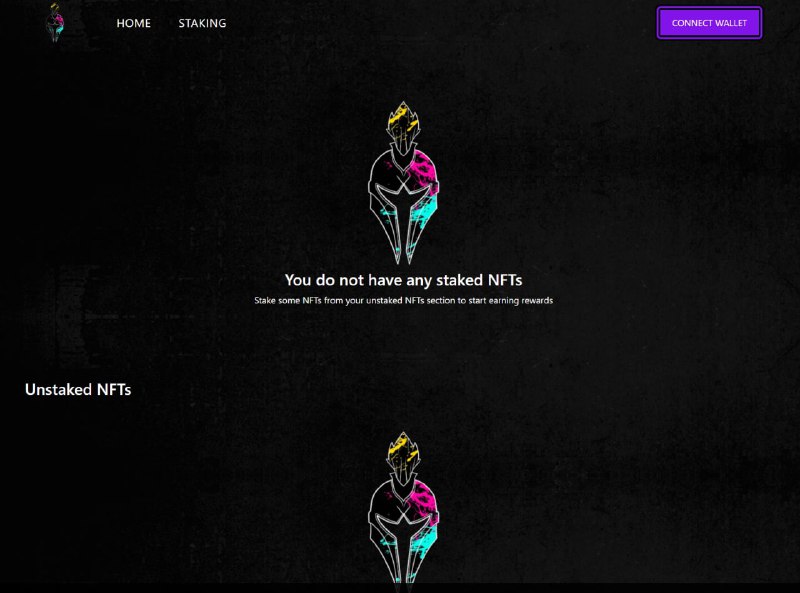 HOME
STAKING
CONNECT WALLET
You do not have any staked NFTs
Stake some NFTs from your unstaked NFTs section to start earning rewards
Unstaked NFTs